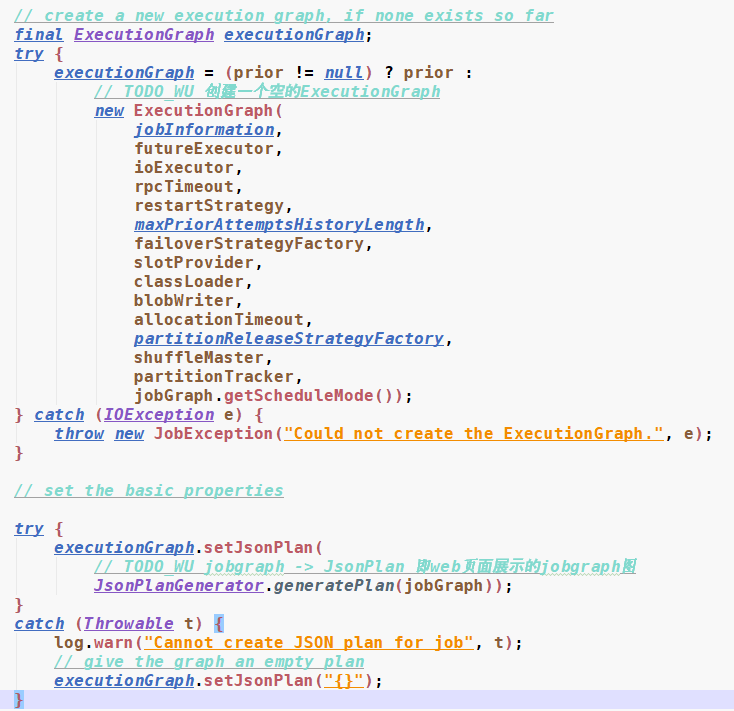 // create a new execution graph, if none exists so far
final ExecutionGraph executionGraph;
try {
    executionGraph = (prior != null) ? prior :
        // TODO_WU 创建一个空的ExecutionGraph
        new ExecutionGraph(
            jobInformation,
            futureExecutor,
            ioExecutor,
            rpcTimeout,
            restartStrategy,
            maxPriorAttemptsHistoryLength,
            failoverStrategyFactory,
            slotProvider,
            classLoader,
            blobWriter,
            allocationTimeout,
            partitionReleaseStrategyFactory,
            shuffleMaster,
            partitionTracker,
            jobGraph.getScheduleMode());
} catch (IOException e) {
    throw new JobException("Could not create the ExecutionGraph.", e);
}

// set the basic properties

try {
    executionGraph.setJsonPlan(
        // TODO_WU jobgraph -> JsonPlan 即web页面展示的jobgraph图
        JsonPlanGenerator.generatePlan(jobGraph));
}
catch (Throwable t) {
    log.warn("Cannot create JSON plan for job", t);
    // give the graph an empty plan
    executionGraph.setJsonPlan("{}");
}